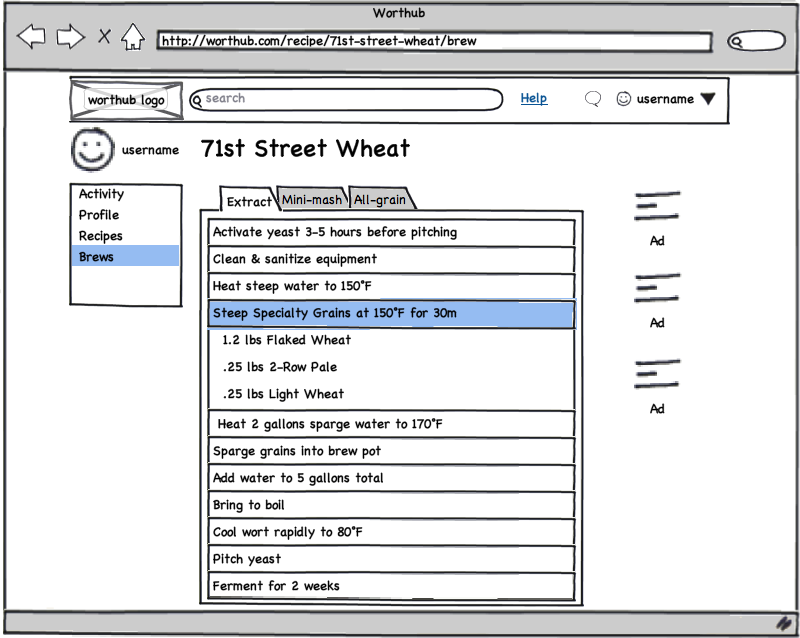 Worthub
http://worthub.com/recipe/71st-street-wheat/brew
worthub logo
search
Help
username
username
71st Street Wheat
Activity
Profile
Recipes
Brews
Extract
Mini-mash
All-grain
Activate yeast 3-5 hours before pitching
Clean & sanitize equipment
Heat steep water to 150°F
Steep Specialty Grains at 150°F for 30m
1.2 lbs Flaked Wheat
.25 lbs 2-Row Pale
.25 lbs Light Wheat
Heat 2 gallons sparge water to 170°F
Sparge grains into brew pot
Add water to 5 gallons total
Bring to boil
Cool wort rapidly to 80°F
Pitch yeast
Ferment for 2 weeks
Ad
Ad
Ad